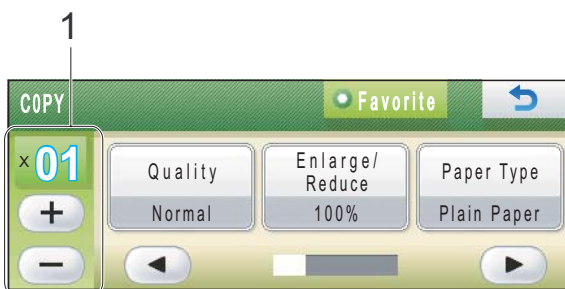 1
COPY
Favorite
×01
Quality
Normal
Enlarge/
Reduce
100%
Paper Type
Plain Paper
+
−